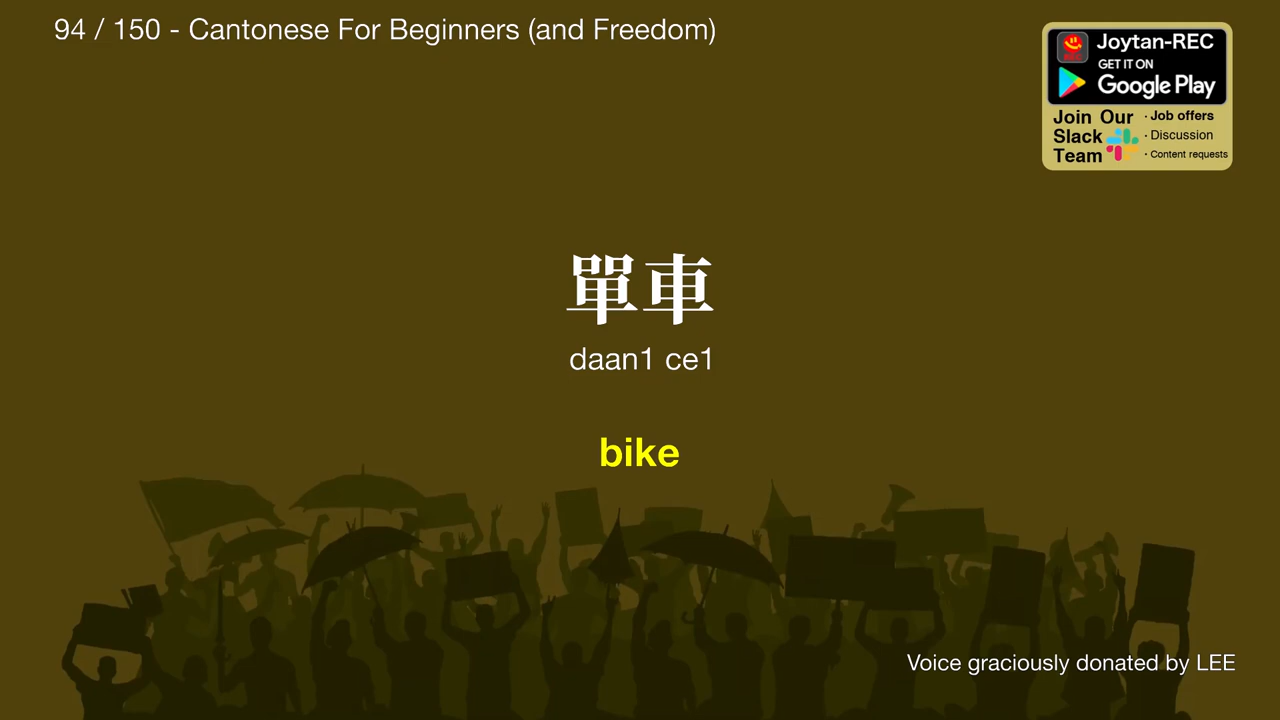 94 / 150 - Cantonese For Beginners (and Freedom)
Joytan-REC
GET IT ON
Google Play
Join Our
Slack
Team
· Job offers
· Discussion
· Content requests
單車
daan1 ce1
bike
Voice graciously donated by LEE